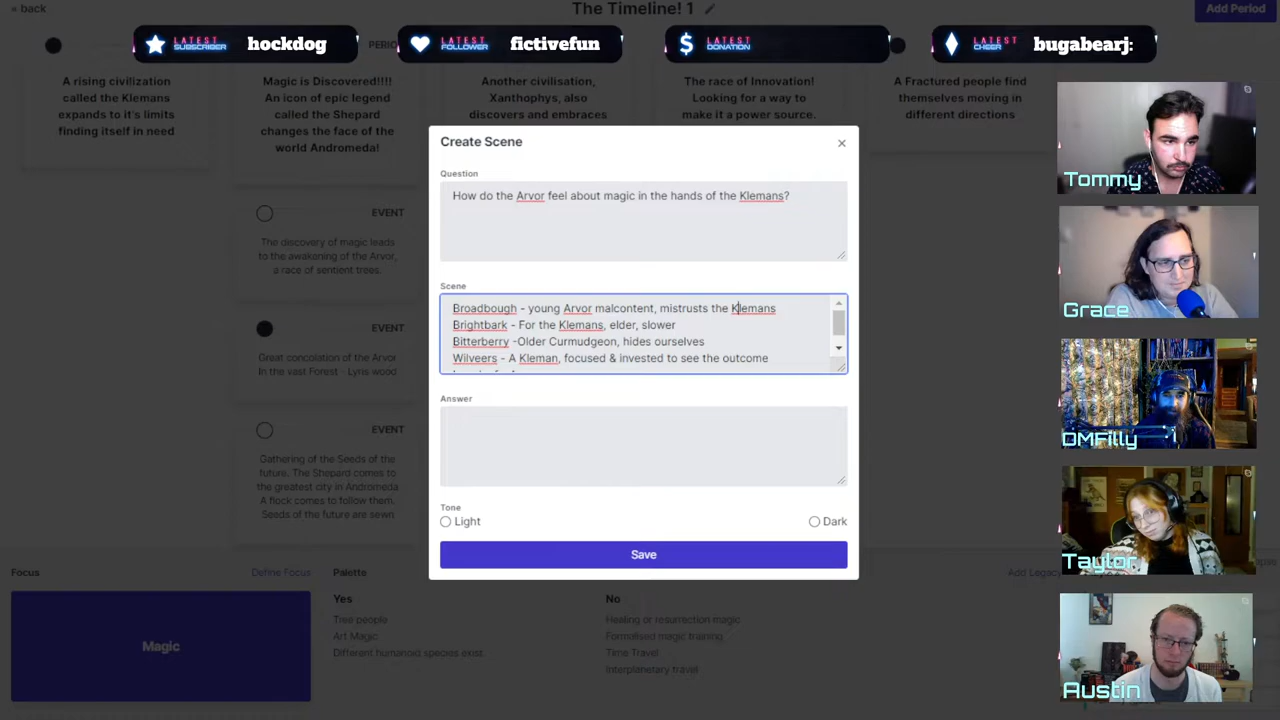 « back
The Timeline! 1
Add Period
LATEST SUBSCRIBER
hockdog
LATEST FOLLOWER
fictivefun
LATEST DONATION
LATEST CHEER
bugabearj:
A rising civilization
called the Klemans
expands to it's limits
finding itself in need
Magic is Discovered!!!!
An icon of epic legend
called the Shepard
changes the face of the
world Andromeda!
Another civilisation,
Xanthophys, also
discovers and embraces
The race of Innovation!
Looking for a way to
make it a power source.
A Fractured people find
themselves moving in
different directions
EVENT
The discovery of magic leads
to the awakening of the Arvor,
a race of sentient trees.
EVENT
Great concolation of the Arvor
In the vast Forest - Lyris wood
EVENT
Gathering of the Seeds of the
future. The Shepard comes to
the greatest city in Andromeda
A flock comes to follow them.
Seeds of the future are sewn.
Create Scene
×
Question
How do the Arvor feel about magic in the hands of the Klemans?
Scene
Broadbough - young Arvor malcontent, mistrusts the Klemans
Brightbark - For the Klemans, elder, slower
Bitterberry -Older Curmudgeon, hides ourselves
Wilveers - A Kleman, focused & invested to see the outcome
Answer
Tone
Light
Dark
Save
Focus
Define Focus
Magic
Palette
Yes
Tree people
Art Magic
Different humanoid species exist
No
Healing or resurrection magic
Formalised magic training
Time Travel
Interplanetary travel
Add Legacy
Tommy
Grace
DMFilly
Taylor
Austin